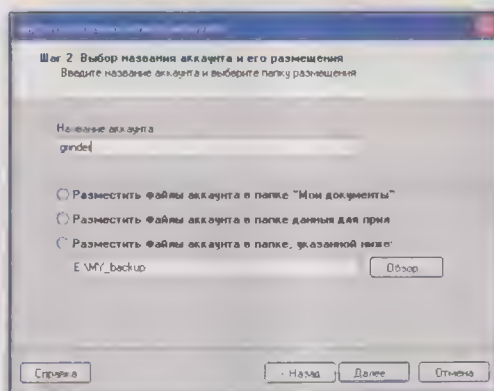 Шаг 2 Выбор названия аккаунта и его размещения
Введите название аккаунта и выберите папку размещения
Название аккаунта
grinder
Разместить файлы аккаунта в папке "Мои документы"
Разместить файлы аккаунта в папке данных для прил
Разместить файлы аккаунта в папке, указанной ниже:
E:\MY_backup
Обзор...
Справка
< Назад
Далее
Отмена